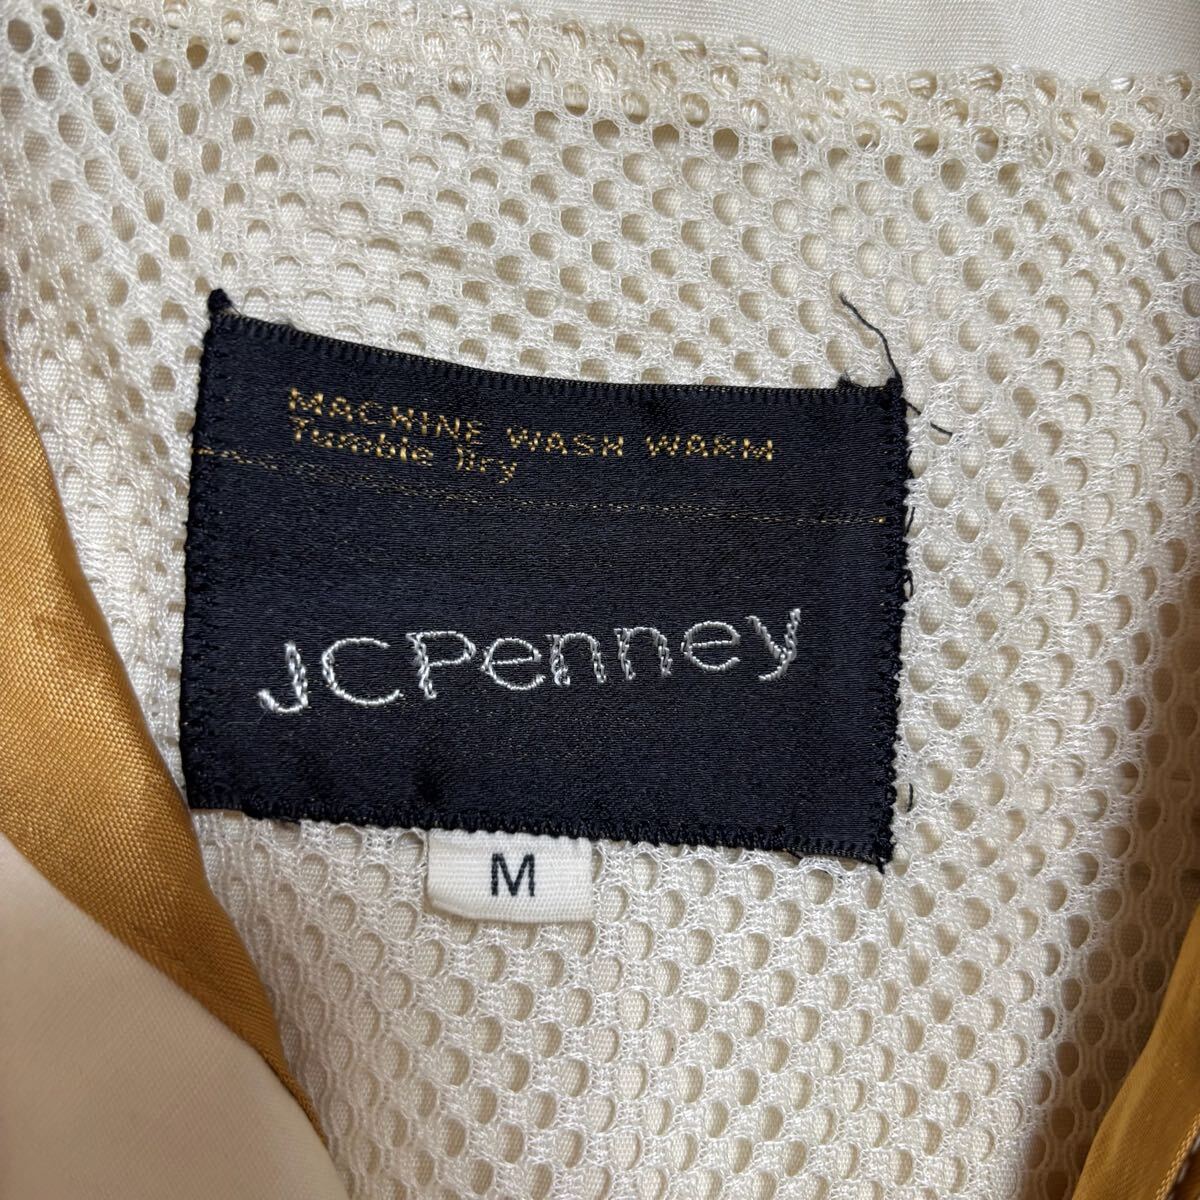 MACHINE WASH WARM
Tumble Dry
JCPenney
M